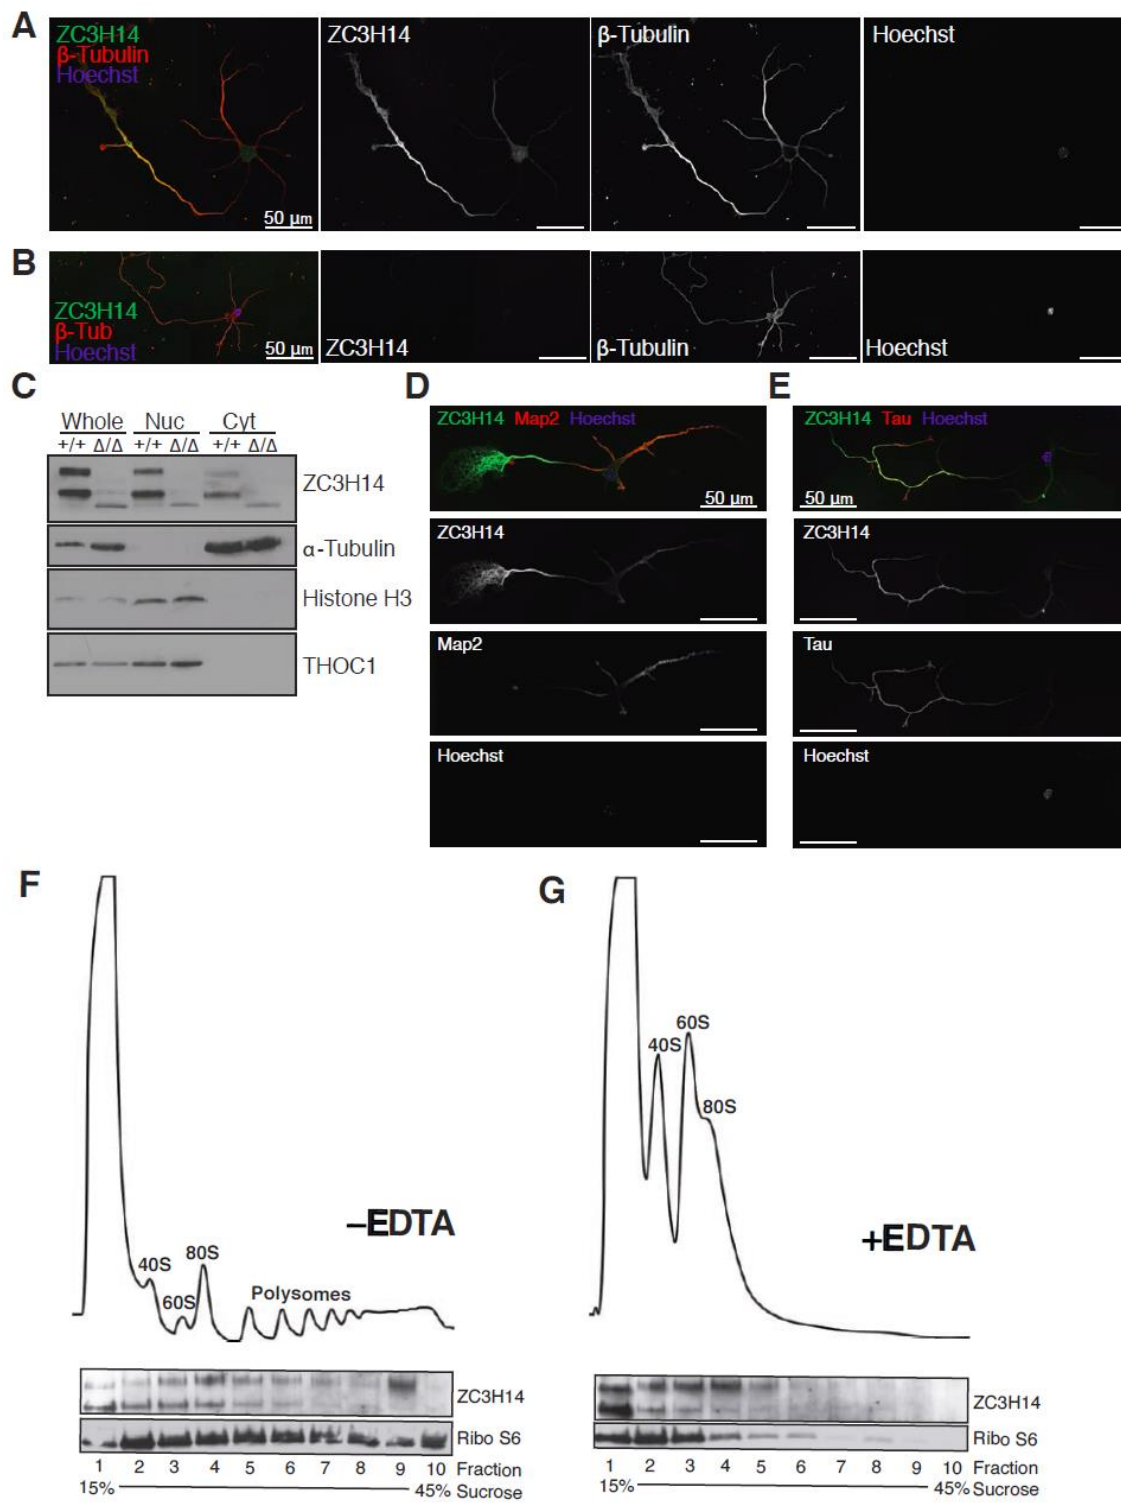 A
ZC3H14
β-Tubulin
Hoechst
50 µm
ZC3H14
β-Tubulin
Hoechst
B
ZC3H14
β-Tub
Hoechst
50 µm
ZC3H14
β-Tubulin
Hoechst
C
Whole Nuc Cyt
+/+ Δ/Δ +/+ Δ/Δ +/+ Δ/Δ
ZC3H14
α-Tubulin
Histone H3
THOC1
D
ZC3H14 Map2 Hoechst
50 µm
ZC3H14
Map2
Hoechst
E
ZC3H14 Tau Hoechst
50 µm
ZC3H14
Tau
Hoechst
F
40S
60S
80S
Polysomes
–EDTA
ZC3H14
Ribo S6
1 2 3 4 5 6 7 8 9 10 Fraction
15% 45% Sucrose
G
40S
60S
80S
+EDTA
ZC3H14
Ribo S6
1 2 3 4 5 6 7 8 9 10 Fraction
15% 45% Sucrose